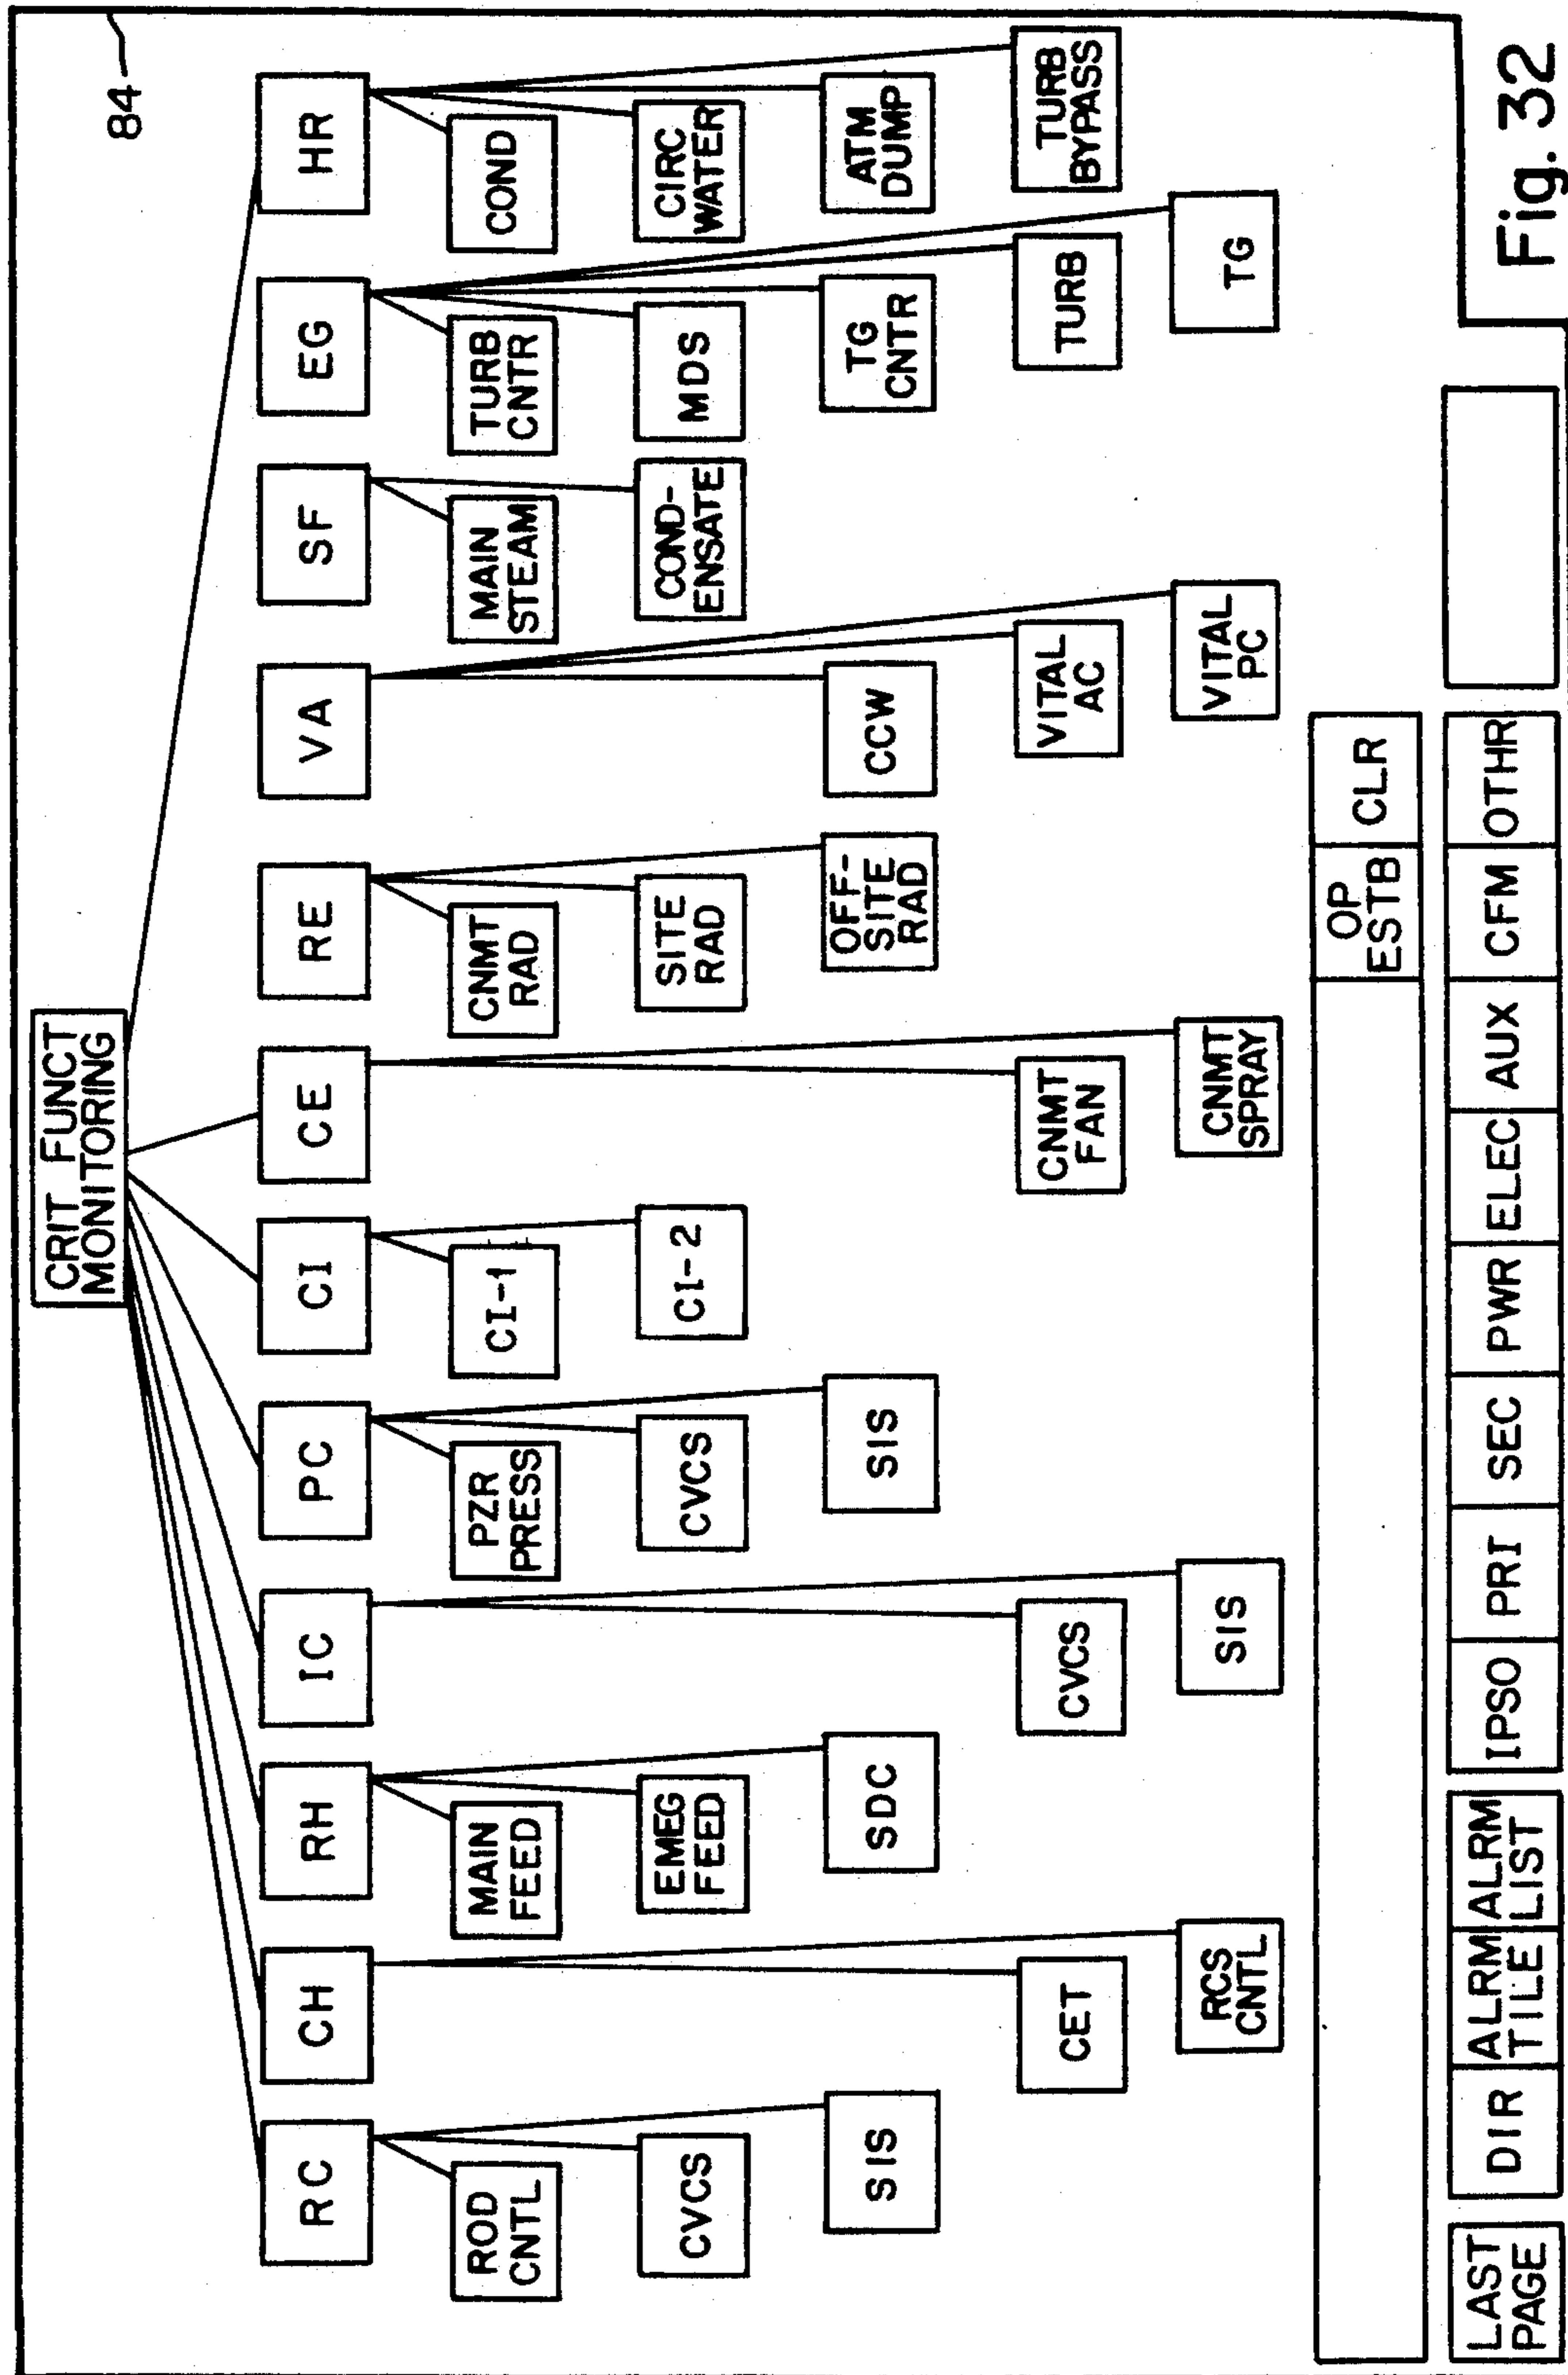 84
CRIT FUNCT
MONITORING
RC
CH
RH
IC
PC
CI
CE
RE
VA
SF
EG
HR
ROD
CNTL
MAIN
FEED
PZR
PRESS
CI-1
CNMT
RAD
MAIN
STEAM
TURB
CNTR
COND
CVCS
EMEG
FEED
CVCS
CI-2
SITE
RAD
COND-
ENSATE
MDS
CIRC
WATER
SIS
SDC
SIS
OFF-
SITE
RAD
CCW
TG
CNTR
ATM
DUMP
CET
CVCS
CNMT
FAN
VITAL
AC
TURB
TURB
BYPASS
RCS
CNTL
SIS
CNMT
SPRAY
VITAL
PC
TG
OP
ESTB
CLR
LAST
PAGE
DIR
ALRM
TILE
ALRM
LIST
IPSO
PRI
SEC
PWR
ELEC
AUX
CFM
OTHR
Fig. 32